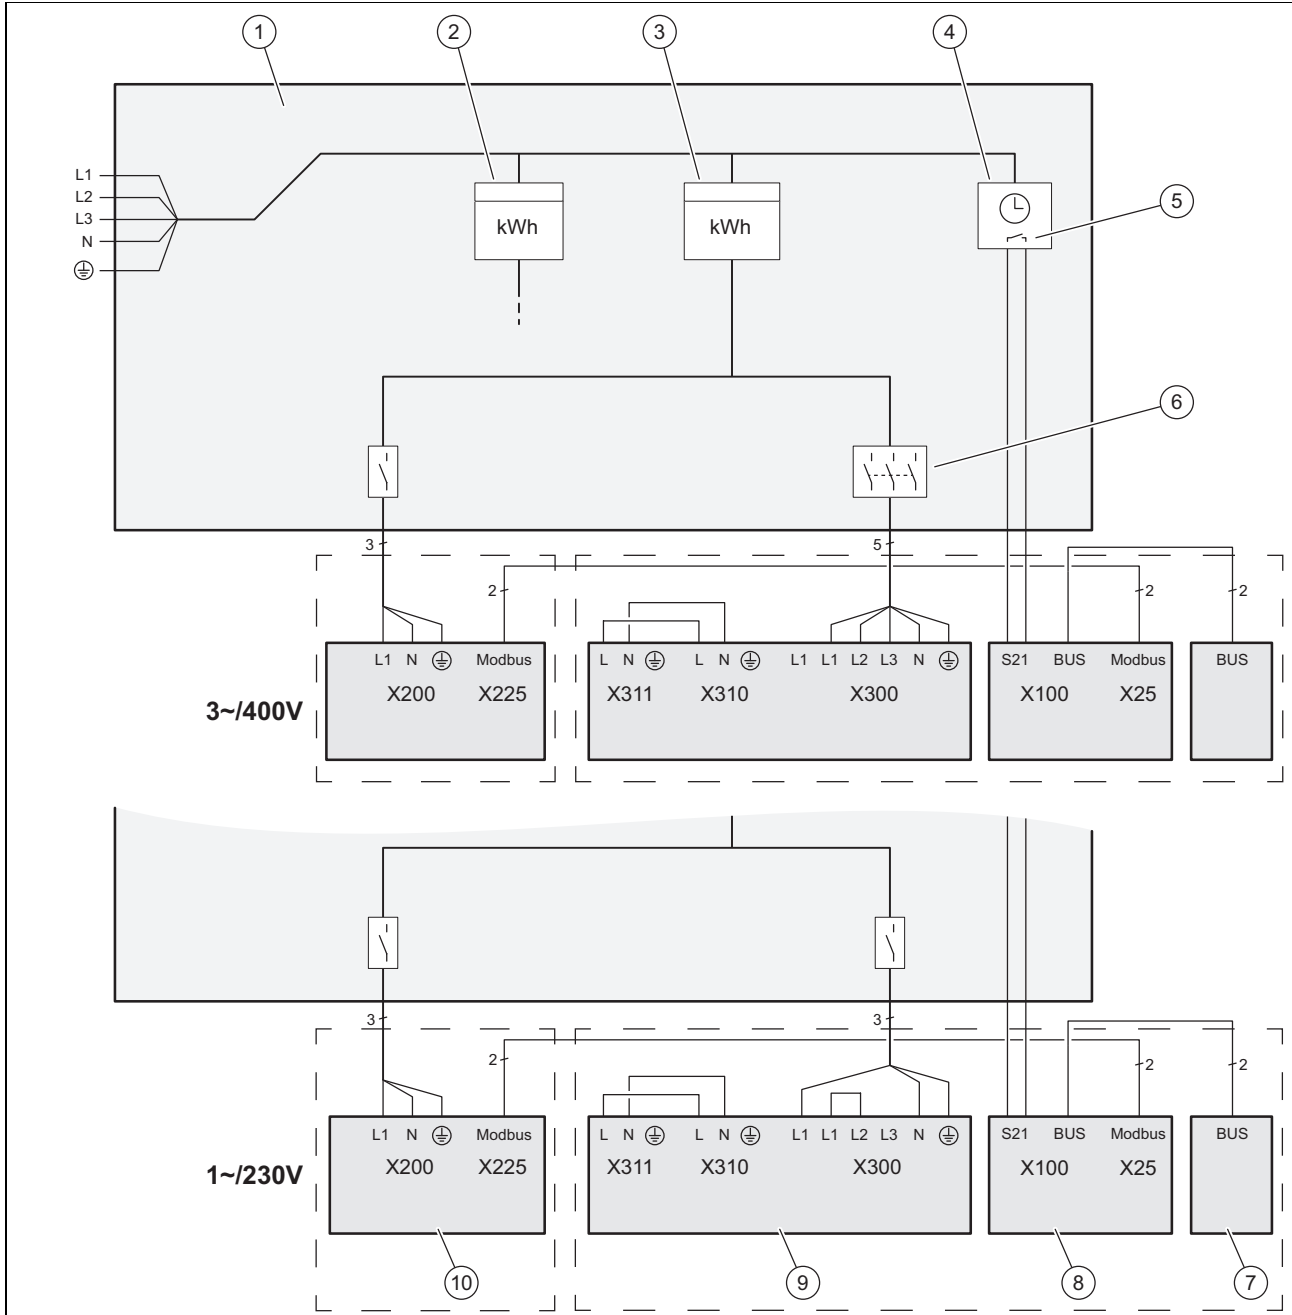 1 2 3 4
L1
L2
L3
N
5
kWh kWh
6
3 5
2 2 2
L1 N Modbus
L N L N L1 L1 L2 L3 N
S21 BUS Modbus BUS
X200 X225 X311 X310 X300 X100 X25
3~/400V
3 3
2 2 2
L1 N Modbus
L N L N L1 L1 L2 L3 N
S21 BUS Modbus BUS
X200 X225 X311 X310 X300 X100 X25
1~/230V
10 9 8 7